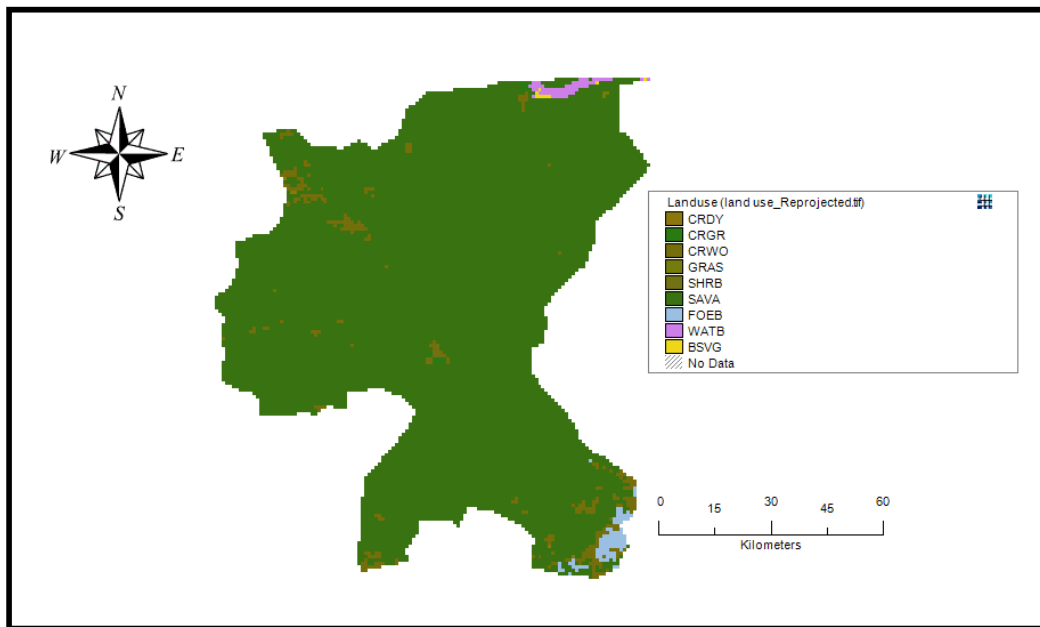 N
W E
S
Landuse (land use_Reprojected.tif)
CRDY
CRGR
CRWO
GRAS
SHRB
SAVA
FOEB
WATB
BSVG
No Data
0 15 30 45 60
Kilometers